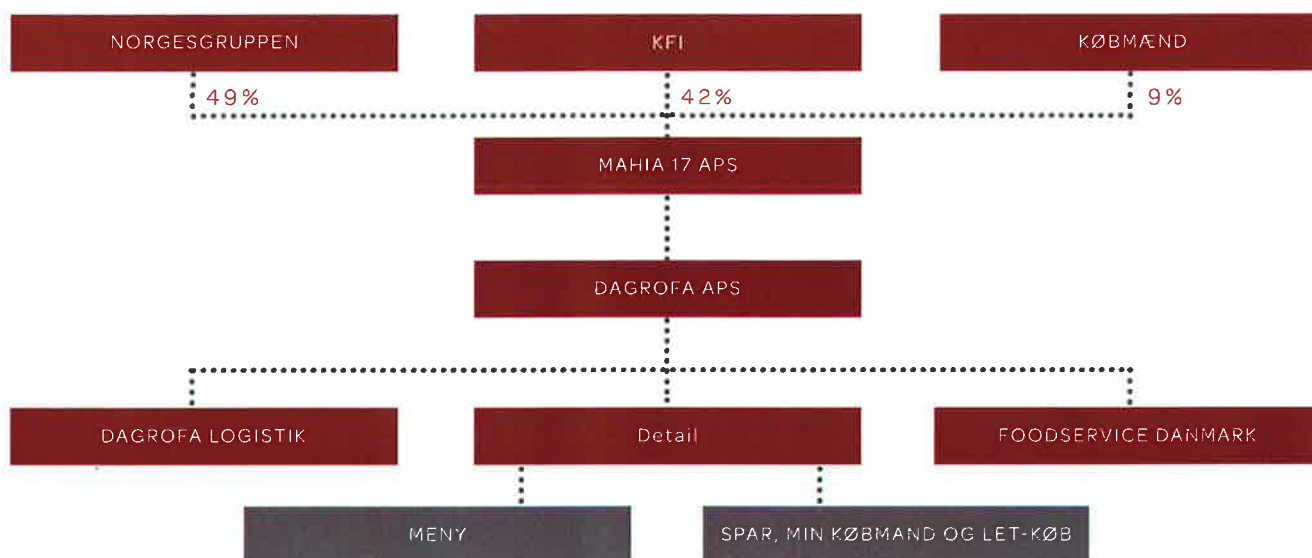 NORGESGRUPPEN
KFI
KØBMÆND
49%
42%
9%
MAHIA 17 APS
DAGROFA APS
DAGROFA LOGISTIK
Detail
FOODSERVICE DANMARK
MENY
SPAR, MIN KØBMAND OG LET-KØB